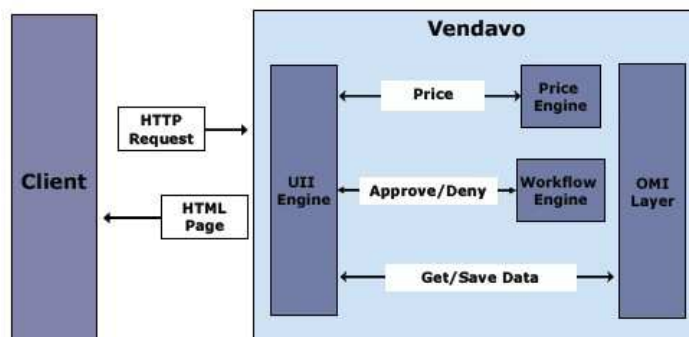 Vendavo
Client
HTTP
Request
HTML
Page
UII
Engine
Price
Price
Engine
Approve/Deny
Workflow
Engine
Get/Save Data
OMI
Layer